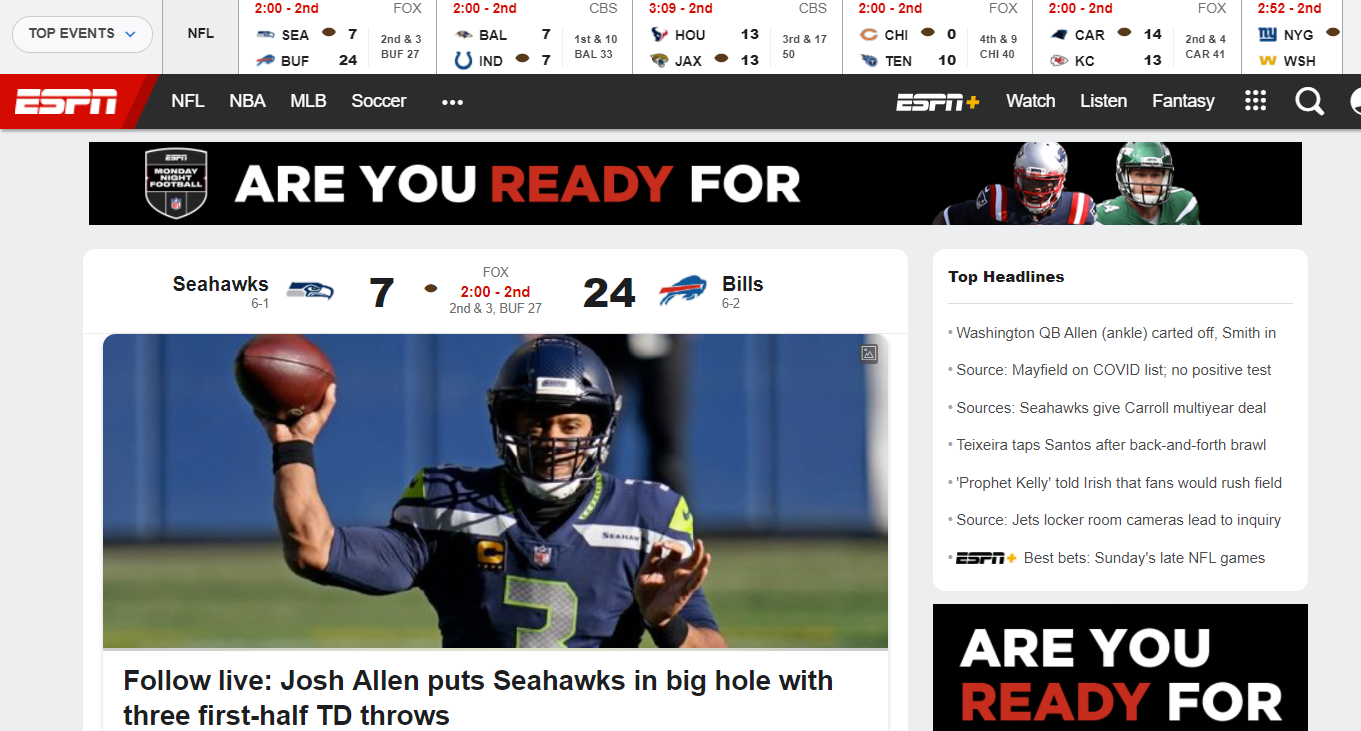 TOP EVENTS
NFL
2:00 - 2nd FOX
SEA 7 2nd & 3
BUF 24 BUF 27
2:00 - 2nd CBS
BAL 7 1st & 10
IND 7 BAL 33
3:09 - 2nd CBS
HOU 13 3rd & 17
JAX 13 50
2:00 - 2nd FOX
CHI 0 4th & 9
TEN 10 CHI 40
2:00 - 2nd FOX
CAR 14 2nd & 4
KC 13 CAR 41
2:52 - 2nd
NYG
WSH
ESPN NFL NBA MLB Soccer ••• ESPN+ Watch Listen Fantasy
ESPN
MONDAY
NIGHT
FOOTBALL
ARE YOU READY FOR
Seahawks
6-1
7
FOX
2:00 - 2nd
2nd & 3, BUF 27
24
Bills
6-2
SEAHAWKS
C
3
Follow live: Josh Allen puts Seahawks in big hole with
three first-half TD throws
Top Headlines
• Washington QB Allen (ankle) carted off, Smith in
• Source: Mayfield on COVID list; no positive test
• Sources: Seahawks give Carroll multiyear deal
• Teixeira taps Santos after back-and-forth brawl
• 'Prophet Kelly' told Irish that fans would rush field
• Source: Jets locker room cameras lead to inquiry
• ESPN+ Best bets: Sunday's late NFL games
ARE YOU
READY FOR